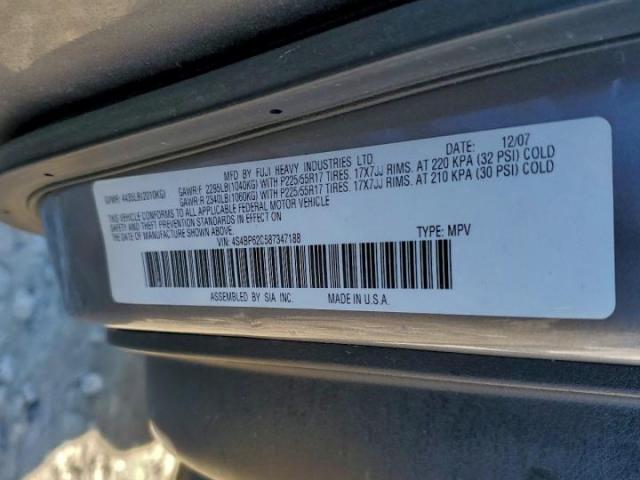 MFD BY FUJI HEAVY INDUSTRIES LTD. DATE: 12/07
GVWR: 4435LB(2010KG) GAWR:F 2295LB(1040KG) WITH P225/55R17 TIRES. 17X7JJ RIMS. AT 220 KPA (32 PSI) COLD
GAWR:R 2340LB(1060KG) WITH P225/55R17 TIRES. 17X7JJ RIMS. AT 210 KPA (30 PSI) COLD
THIS VEHICLE CONFORMS TO ALL APPLICABLE FEDERAL MOTOR VEHICLE
SAFETY AND THEFT PREVENTION STANDARDS IN EFFECT ON
THE DATE OF MANUFACTURE SHOWN ABOVE.
VIN: 4S4BP62C587347188 TYPE: MPV
ASSEMBLED BY SIA INC. MADE IN U.S.A.